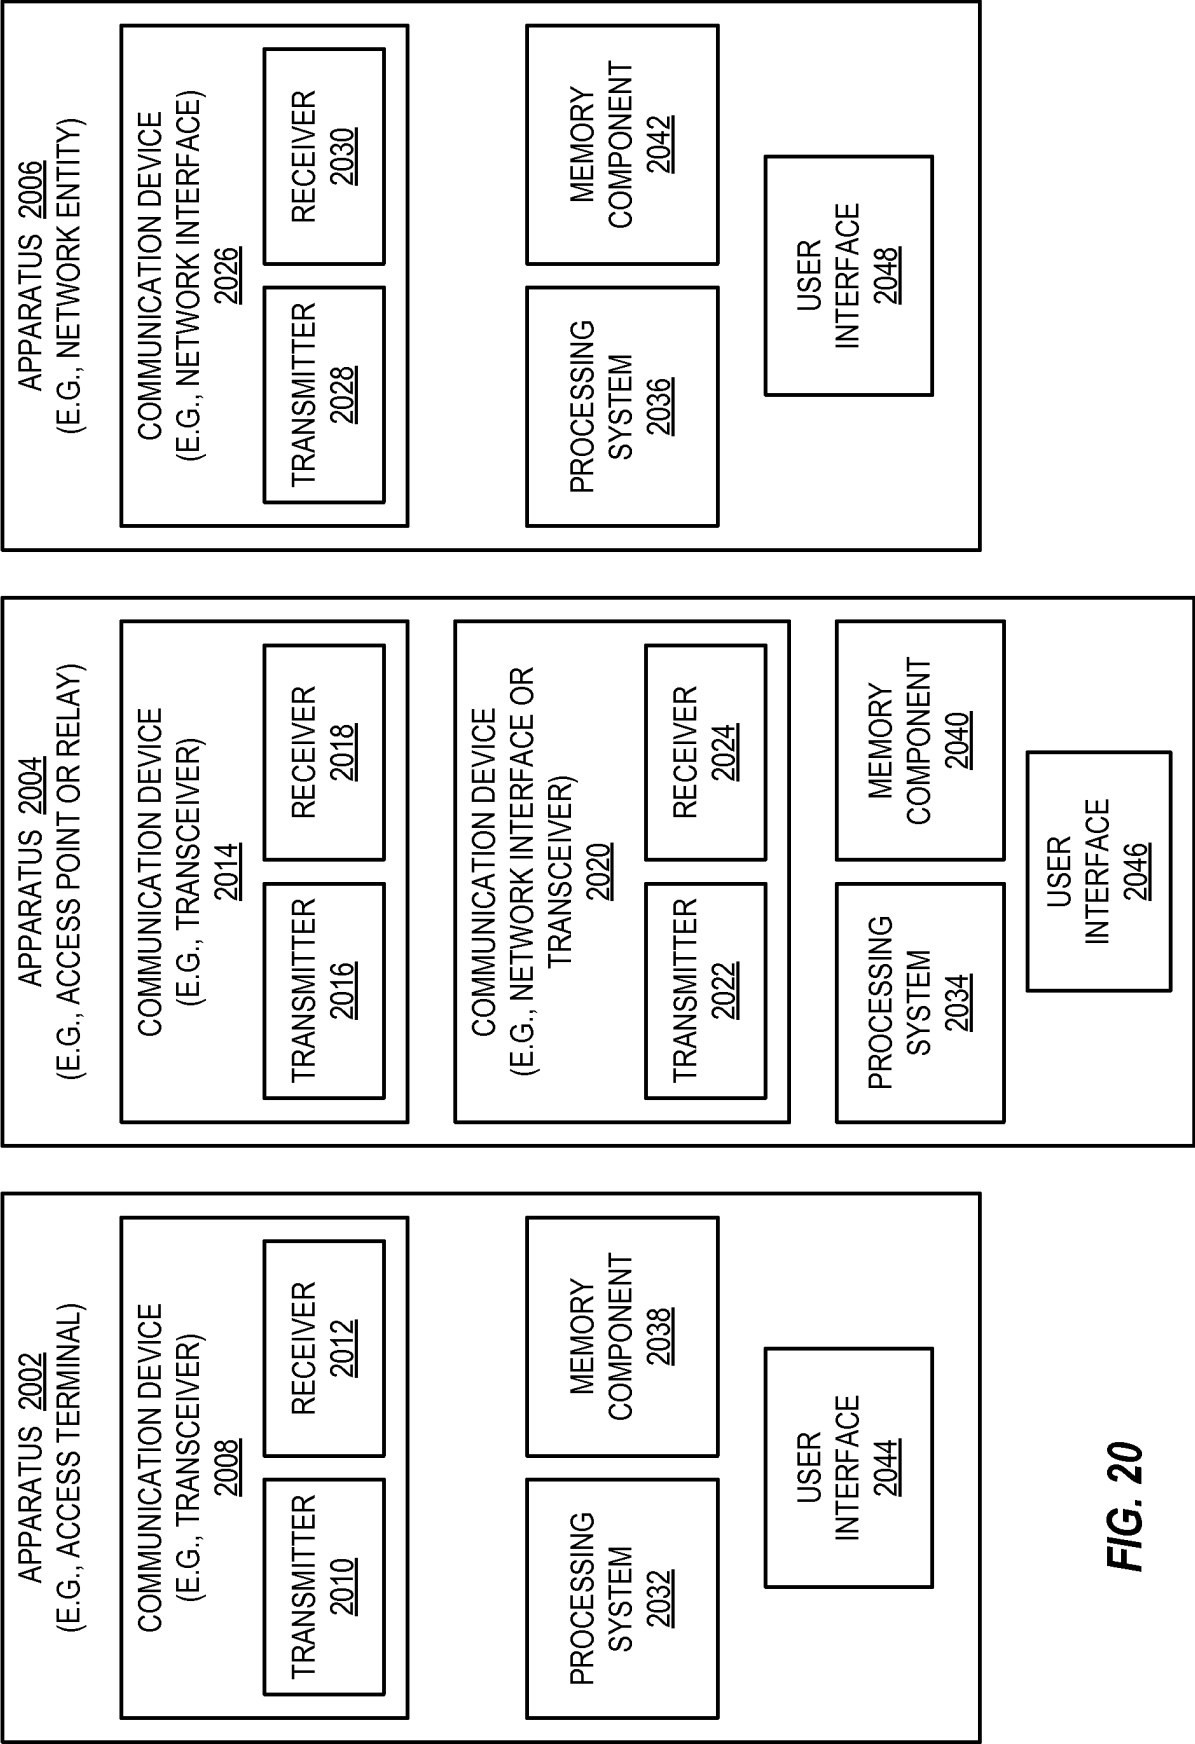 APPARATUS 2002
(E.G., ACCESS TERMINAL)
COMMUNICATION DEVICE
(E.G., TRANSCEIVER)
2008
TRANSMITTER
2010
RECEIVER
2012
PROCESSING
SYSTEM
2032
MEMORY
COMPONENT
2038
USER
INTERFACE
2044
APPARATUS 2004
(E.G., ACCESS POINT OR RELAY)
COMMUNICATION DEVICE
(E.G., TRANSCEIVER)
2014
TRANSMITTER
2016
RECEIVER
2018
COMMUNICATION DEVICE
(E.G., NETWORK INTERFACE OR
TRANSCEIVER)
2020
TRANSMITTER
2022
RECEIVER
2024
PROCESSING
SYSTEM
2034
MEMORY
COMPONENT
2040
USER
INTERFACE
2046
APPARATUS 2006
(E.G., NETWORK ENTITY)
COMMUNICATION DEVICE
(E.G., NETWORK INTERFACE)
2026
TRANSMITTER
2028
RECEIVER
2030
PROCESSING
SYSTEM
2036
MEMORY
COMPONENT
2042
USER
INTERFACE
2048
FIG. 20